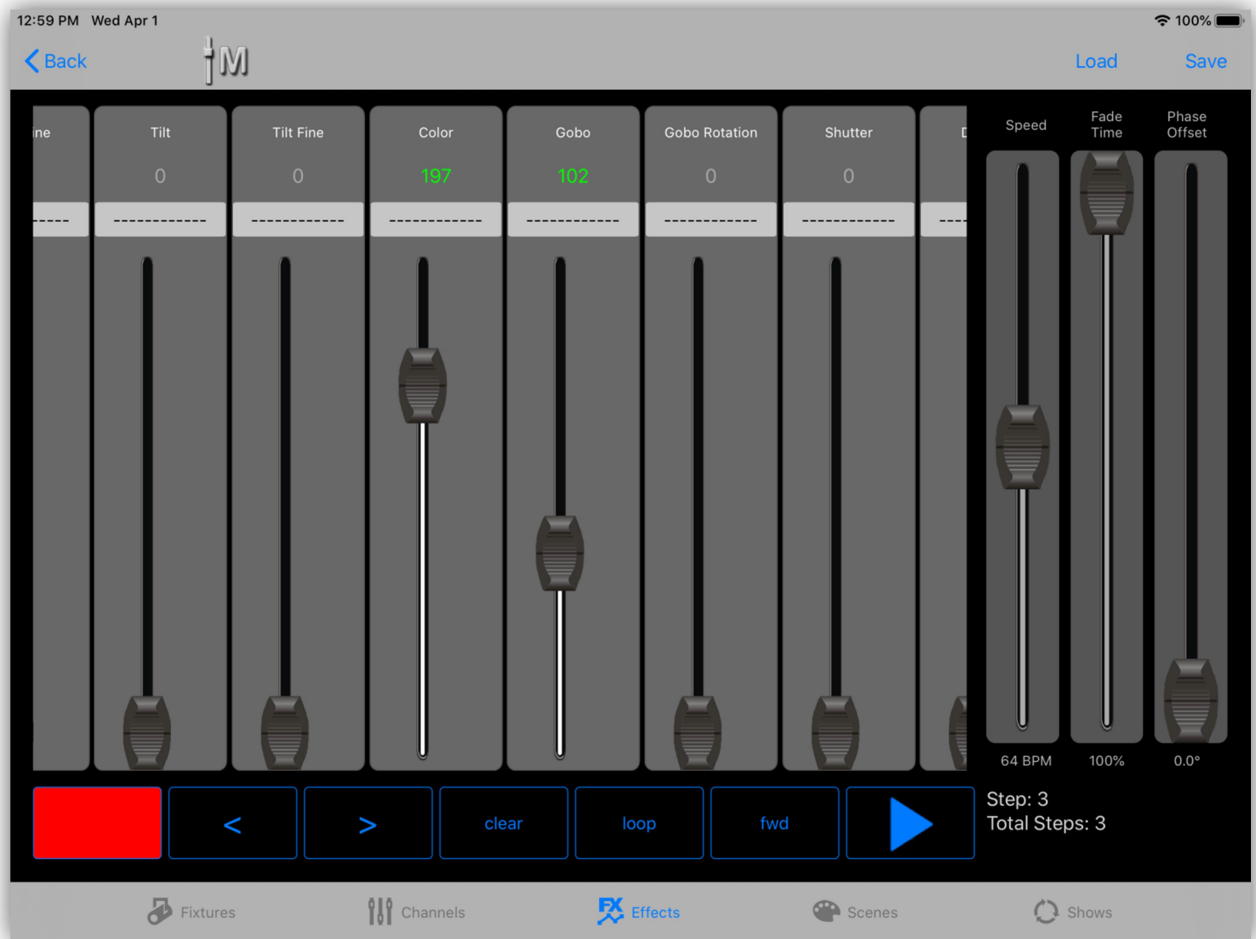 12:59 PM Wed Apr 1
100%
Back
M
Load
Save
ine
Tilt
Tilt Fine
Color
Gobo
Gobo Rotation
Shutter
D
Speed
Fade
Time
Phase
Offset
0
0
197
102
0
0
----
-----------
-----------
-----------
-----------
-----------
-----------
---
64 BPM
100%
0.0°
<
>
clear
loop
fwd
Step: 3
Total Steps: 3
Fixtures
Channels
FX
Effects
Scenes
Shows